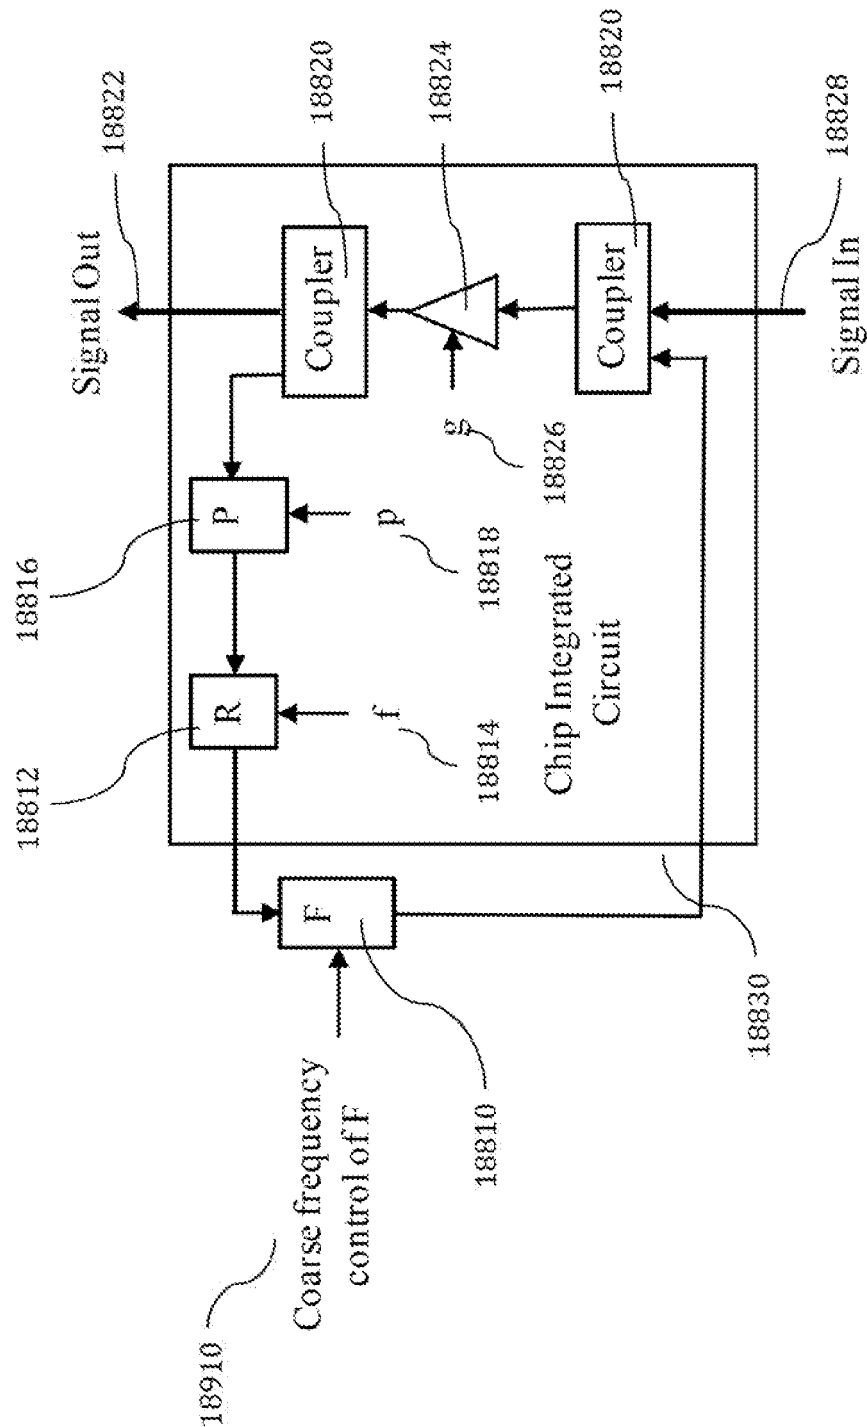 18910
Coarse frequency
control of F
18810
F
18830
18812
R
f
18814
18816
P
p
18818
Chip Integrated
Circuit
g
18826
Signal Out
18822
Coupler
18820
18824
Coupler
18820
Signal In
18828